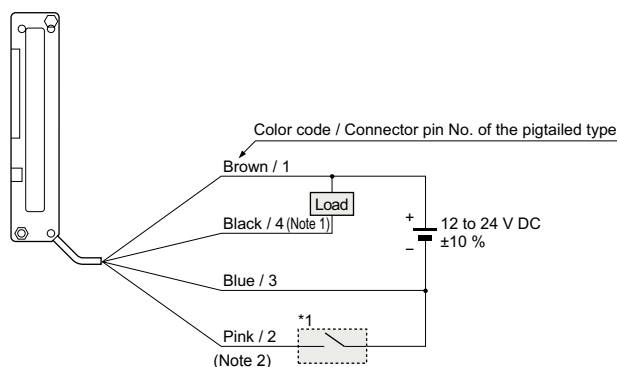 Color code / Connector pin No. of the pigtailed type
Brown / 1
Load
Black / 4 (Note 1)
+
12 to 24 V DC
±10 %
–
Blue / 3
*1
Pink / 2
(Note 2)